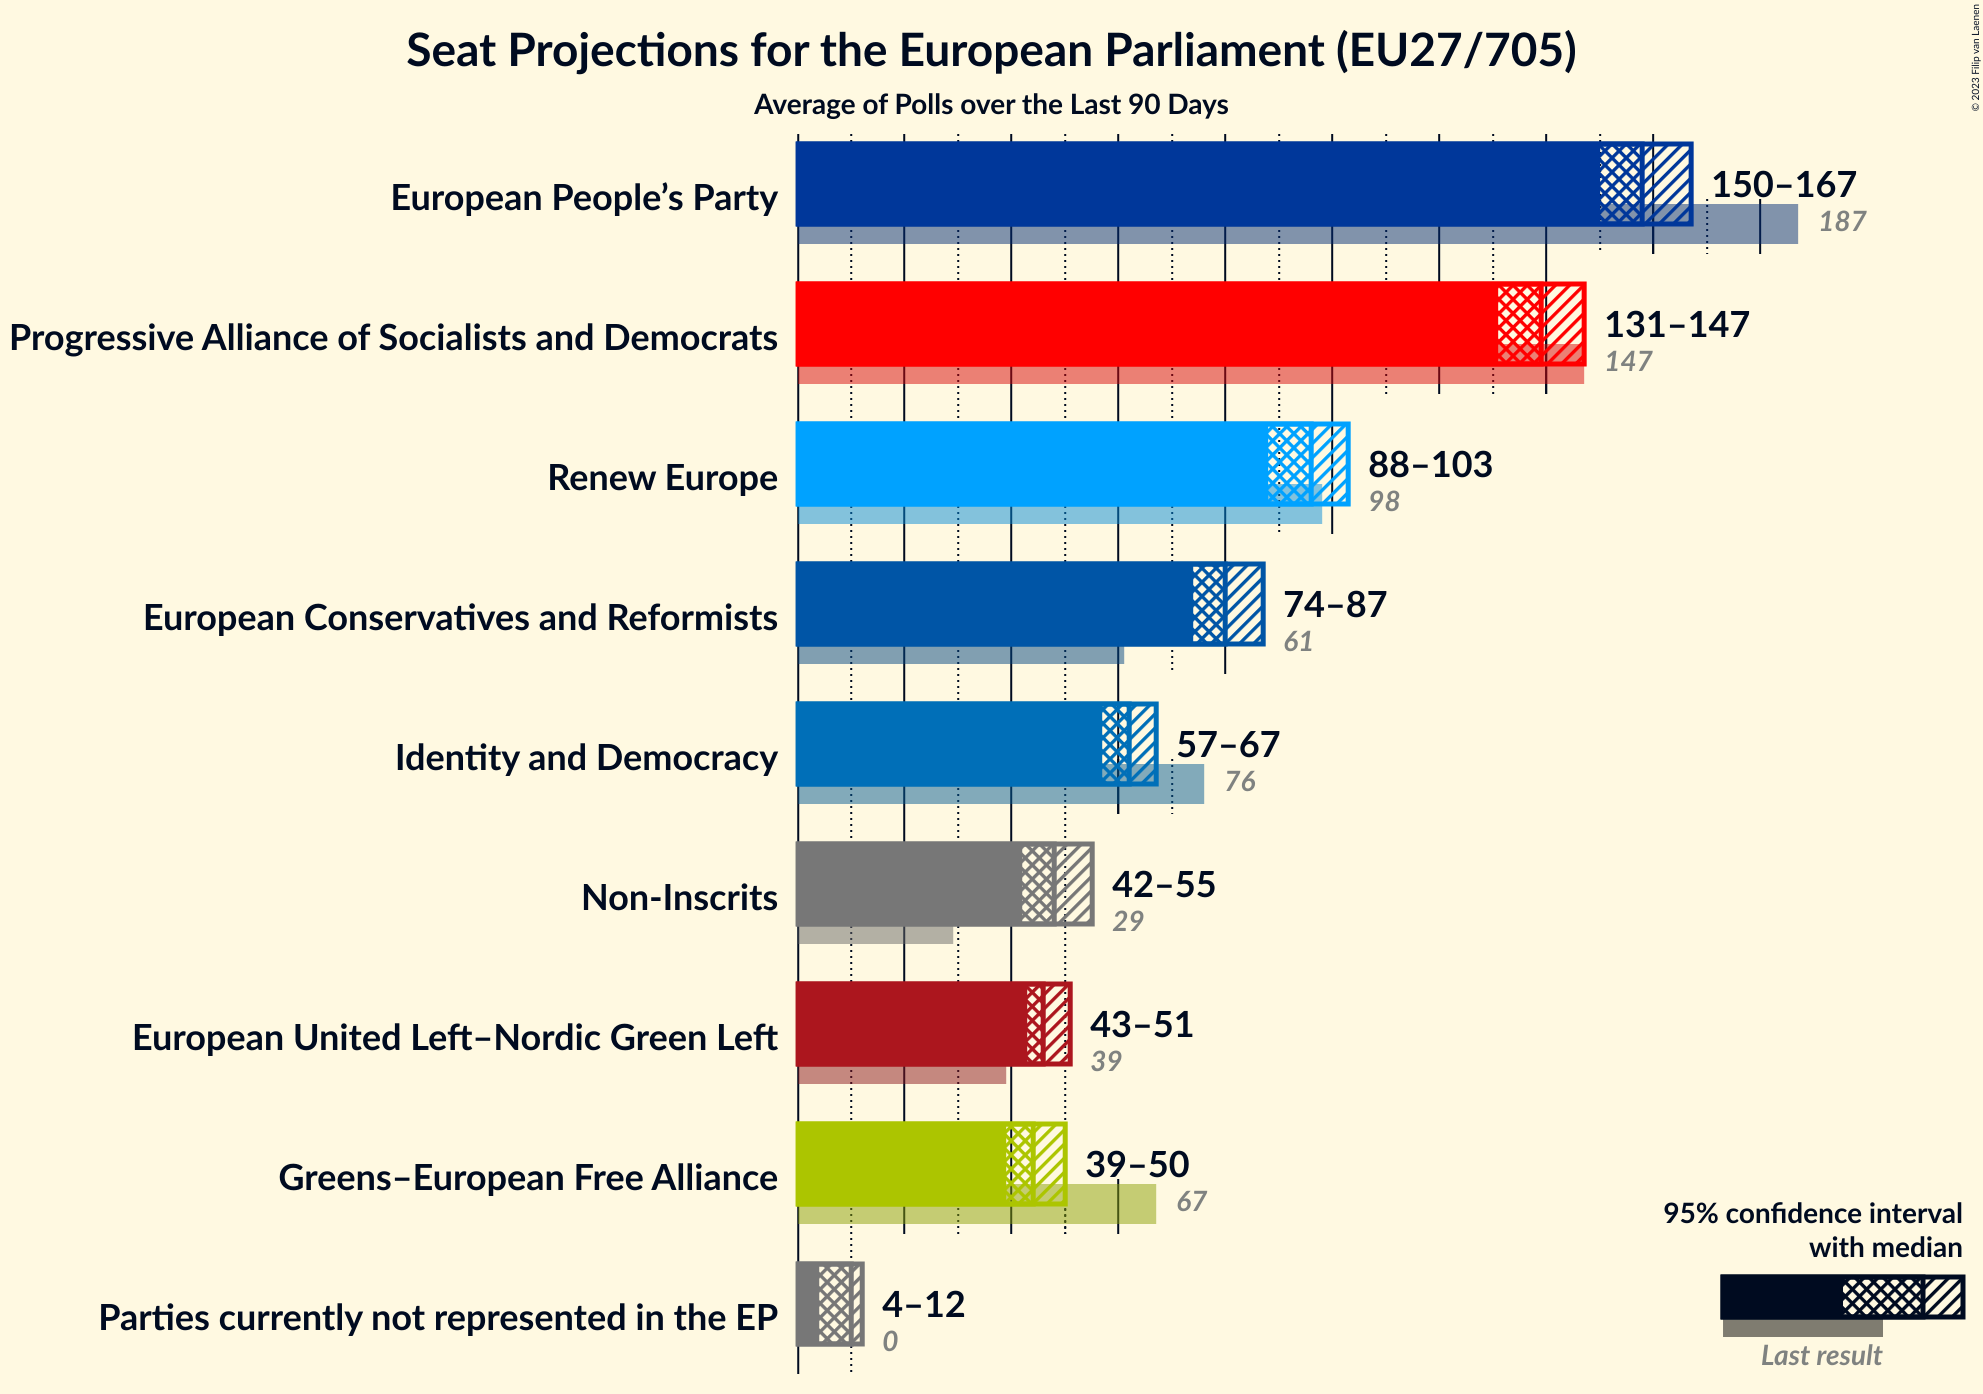 Seat Projections for the European Parliament (EU27/705)
Average of Polls over the Last 90 Days
© 2023 Filip van Laenen
European People’s Party
150–167
187
Progressive Alliance of Socialists and Democrats
131–147
147
Renew Europe
88–103
98
European Conservatives and Reformists
74–87
61
Identity and Democracy
57–67
76
Non-Inscrits
42–55
29
European United Left–Nordic Green Left
43–51
39
Greens–European Free Alliance
39–50
67
Parties currently not represented in the EP
4–12
0
95% confidence interval
with median
Last result